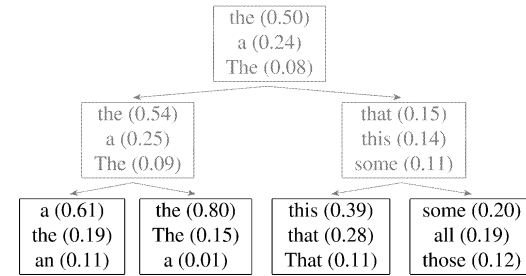 the (0.50)
a (0.24)
The (0.08)
the (0.54)
a (0.25)
The (0.09)
that (0.15)
this (0.14)
some (0.11)
a (0.61)
the (0.19)
an (0.11)
the (0.80)
The (0.15)
a (0.01)
this (0.39)
that (0.28)
That (0.11)
some (0.20)
all (0.19)
those (0.12)